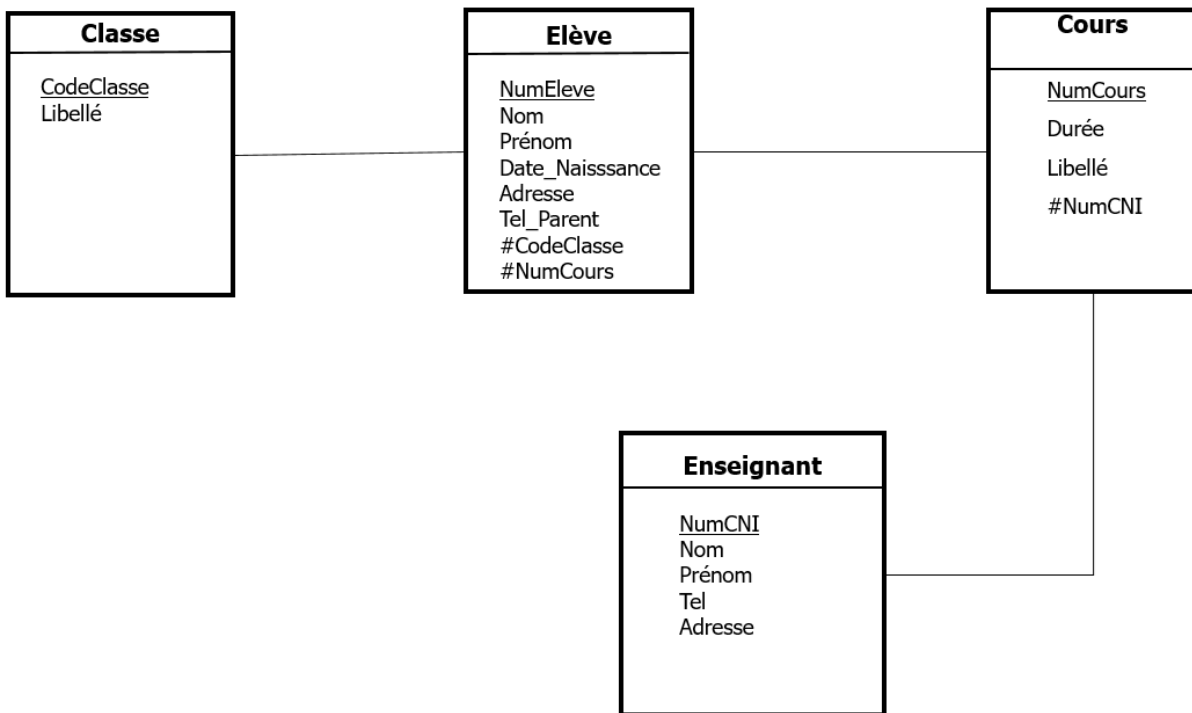 Classe
CodeClasse
Libellé
Elève
NumEleve
Nom
Prénom
Date_Naisssance
Adresse
Tel_Parent
#CodeClasse
#NumCours
Cours
NumCours
Durée
Libellé
#NumCNI
Enseignant
NumCNI
Nom
Prénom
Tel
Adresse